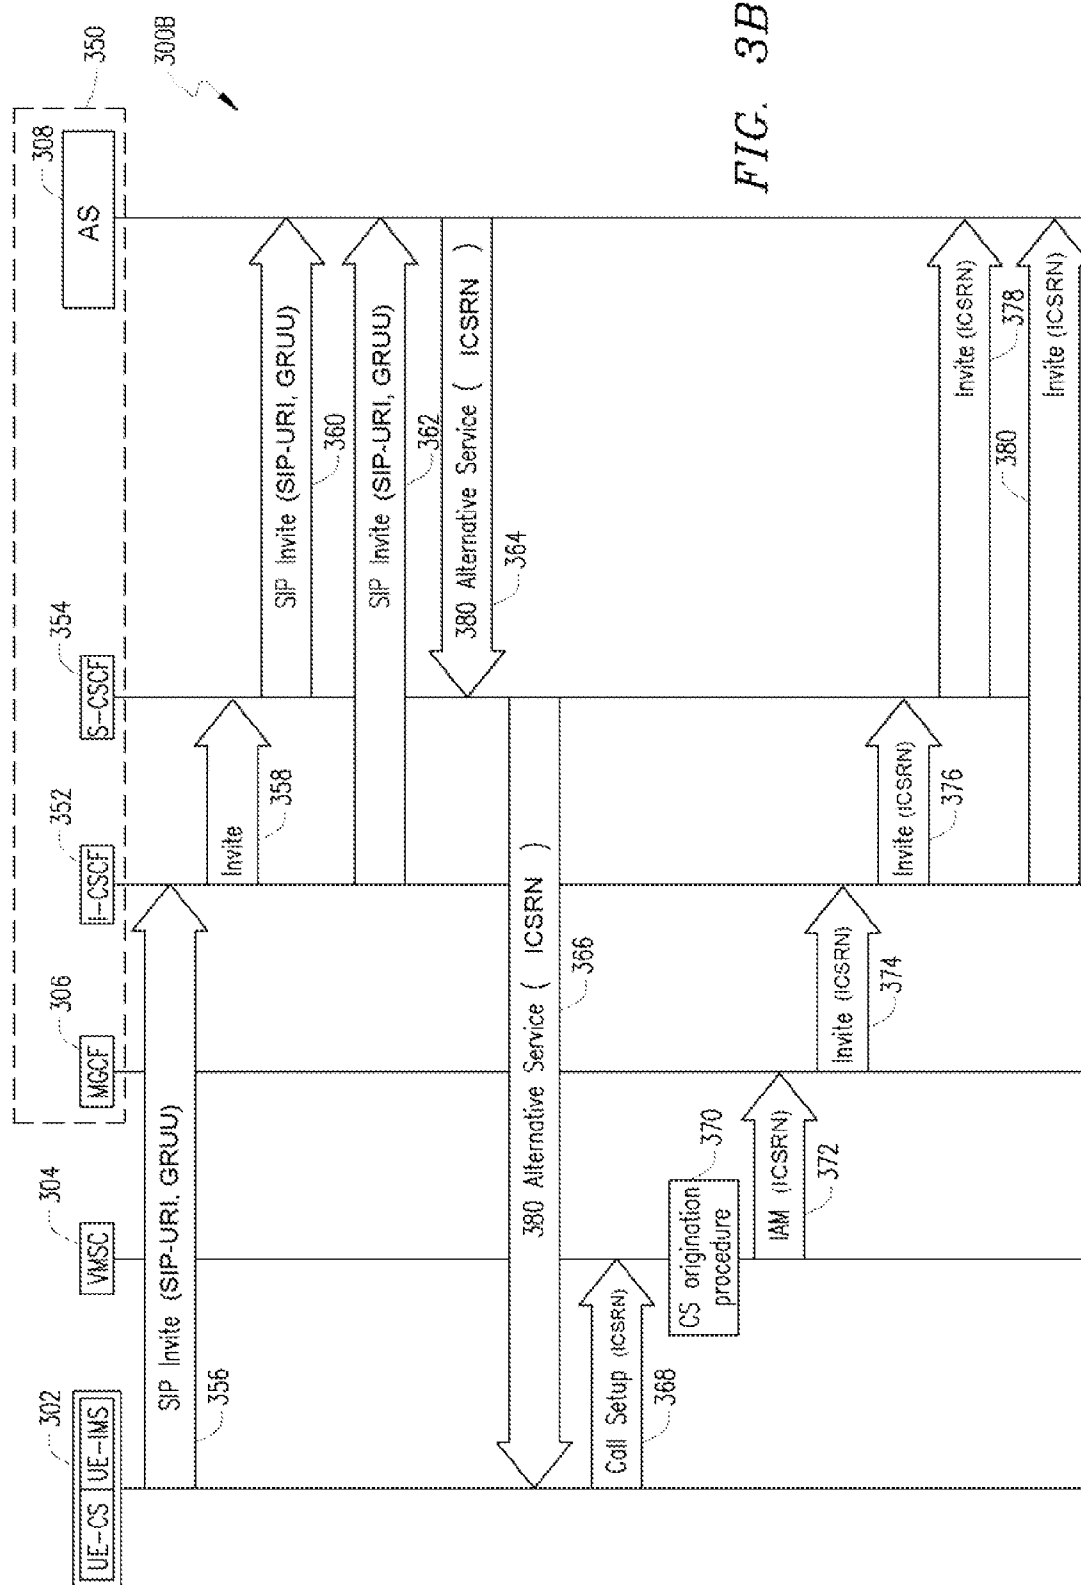 UE-CS
UE-IMS
302
VMSC
304
MGCF
306
I-CSCF
352
S-CSCF
354
AS
308
350
300B
SIP Invite (SIP-URI, GRUU)
356
Invite
358
SIP Invite (SIP-URI, GRUU)
360
SIP Invite (SIP-URI, GRUU)
362
380 Alternative Service ( ICSRN )
364
380 Alternative Service ( ICSRN )
366
Call Setup (ICSRN)
368
CS origination
procedure
370
IAM (ICSRN)
372
Invite (ICSRN)
374
Invite (ICSRN)
376
Invite (ICSRN)
378
Invite (ICSRN)
380
FIG. 3B